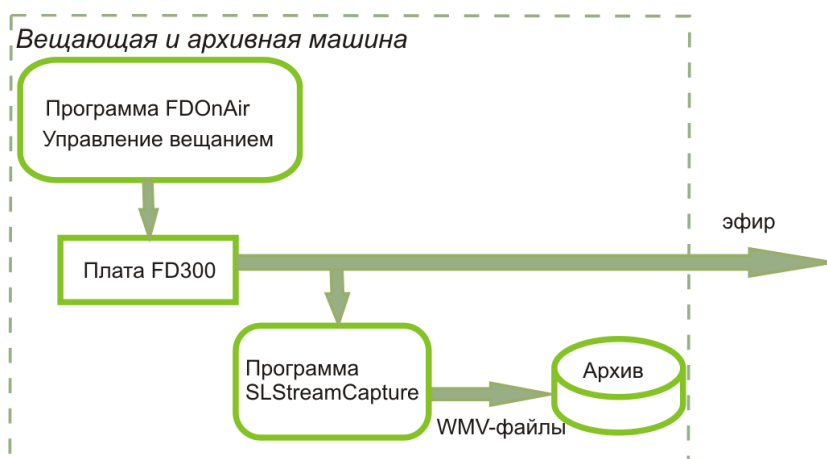 Вещающая и архивная машина
Программа FDOnAir
Управление вещанием
эфир
Плата FD300
Программа
SLStreamCapture
Архив
WMV-файлы